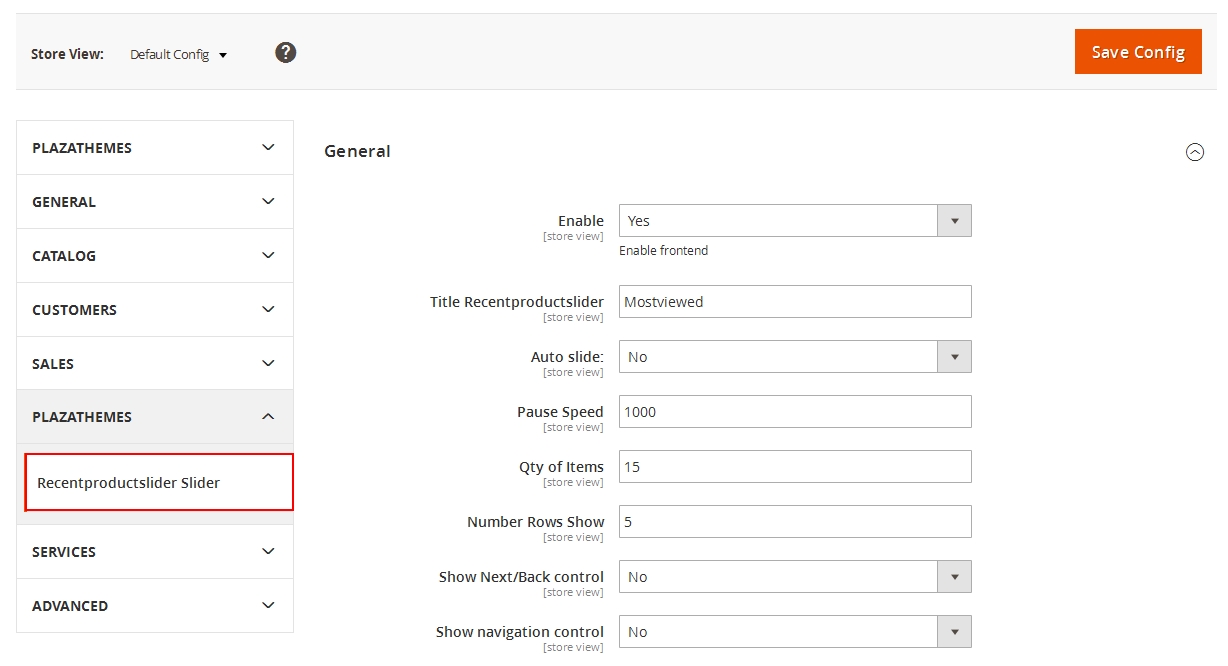 Store View: Default Config
?
Save Config
PLAZATHEMES
GENERAL
CATALOG
CUSTOMERS
SALES
PLAZATHEMES
Recentproductslider Slider
SERVICES
ADVANCED
General
Enable
[store view]
Yes
Enable frontend
Title Recentproductslider
[store view]
Mostviewed
Auto slide:
[store view]
No
Pause Speed
[store view]
1000
Qty of Items
[store view]
15
Number Rows Show
[store view]
5
Show Next/Back control
[store view]
No
Show navigation control
[store view]
No